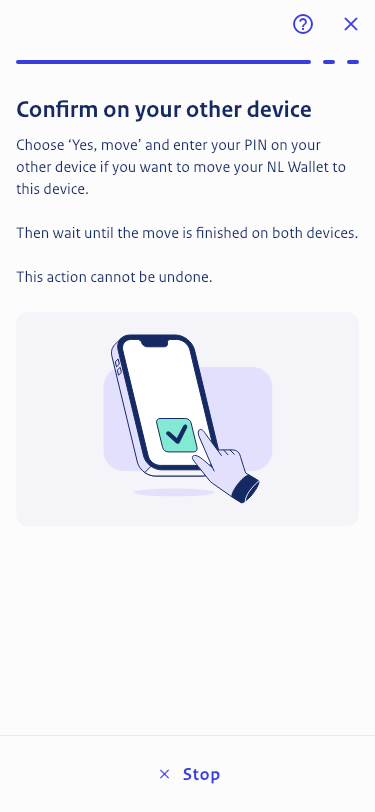 Confirm on your other device
Choose ‘Yes, move’ and enter your PIN on your
other device if you want to move your NL Wallet to
this device.
Then wait until the move is finished on both devices.
This action cannot be undone.
Stop